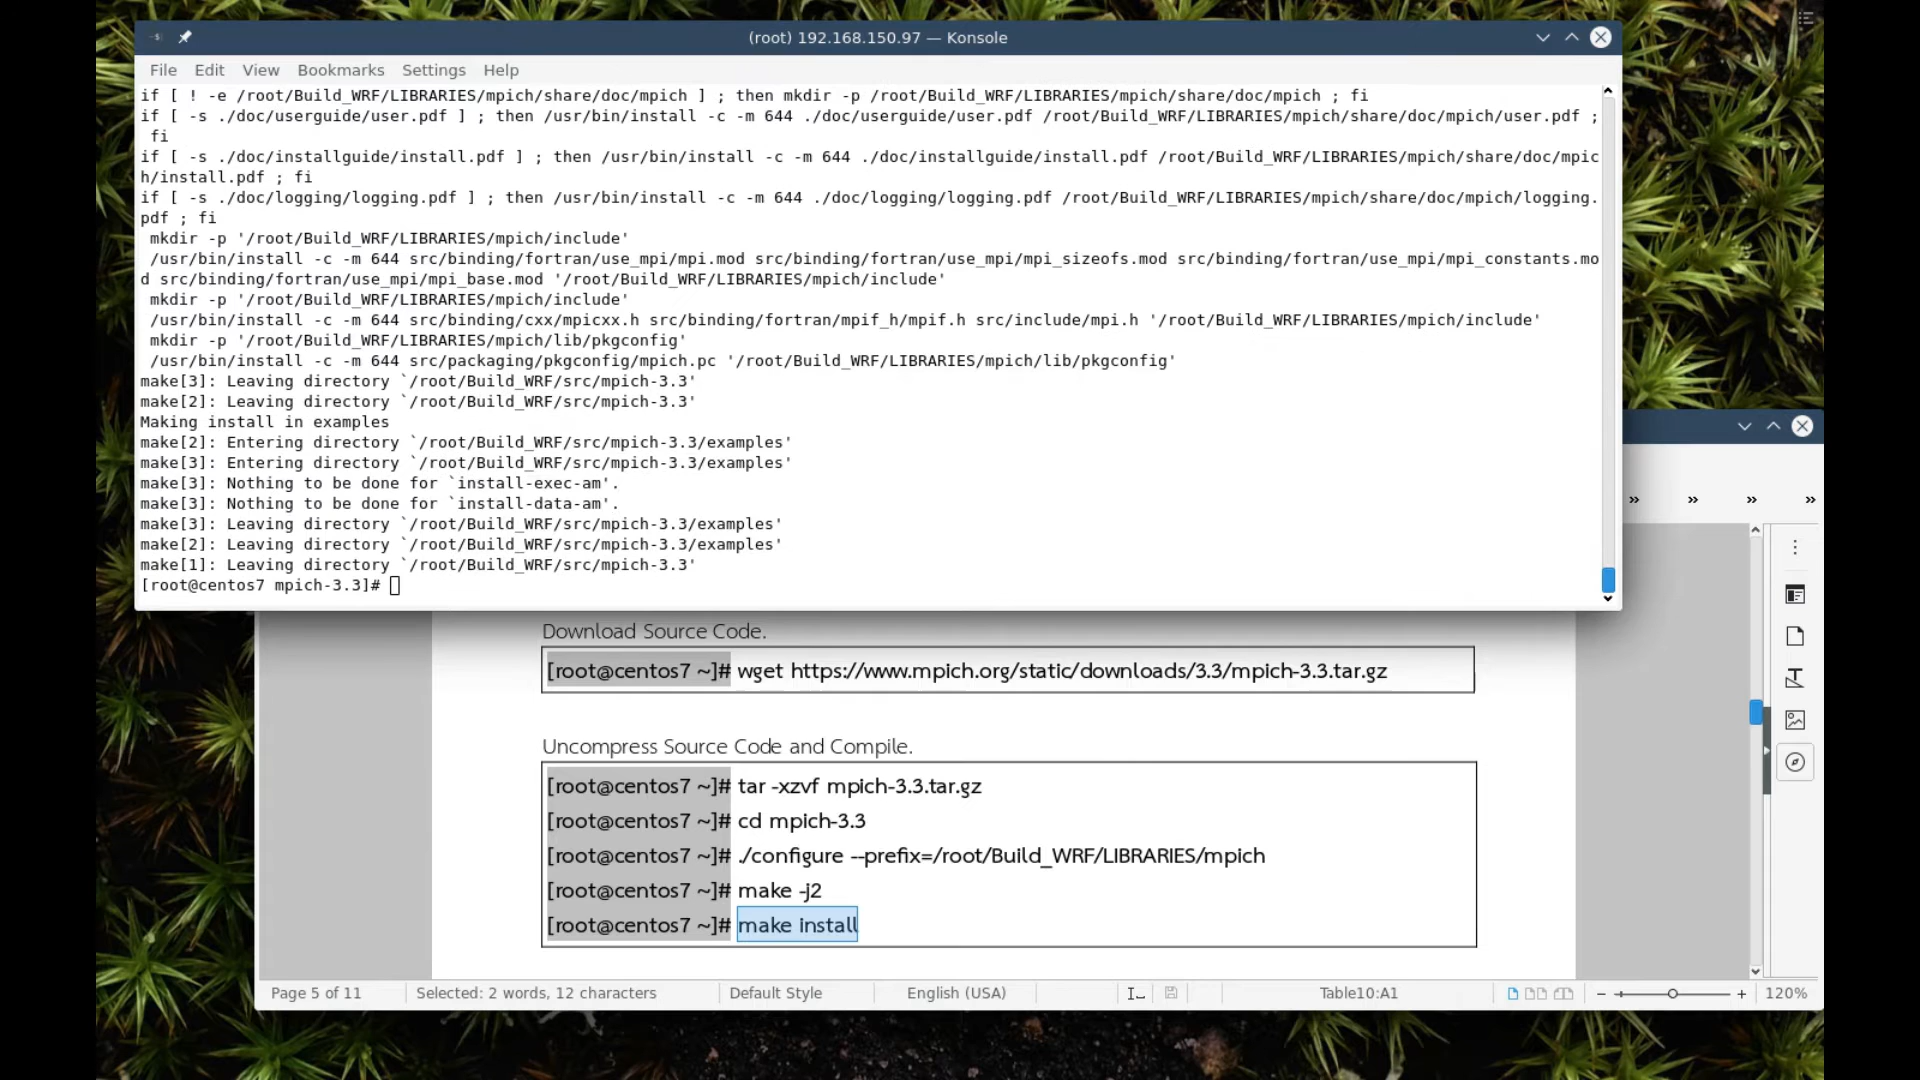 (root) 192.168.150.97 — Konsole
File Edit View Bookmarks Settings Help
if [ ! -e /root/Build_WRF/LIBRARIES/mpich/share/doc/mpich ] ; then mkdir -p /root/Build_WRF/LIBRARIES/mpich/share/doc/mpich ; fi
if [ -s ./doc/userguide/user.pdf ] ; then /usr/bin/install -c -m 644 ./doc/userguide/user.pdf /root/Build_WRF/LIBRARIES/mpich/share/doc/mpich/user.pdf ;
fi
if [ -s ./doc/installguide/install.pdf ] ; then /usr/bin/install -c -m 644 ./doc/installguide/install.pdf /root/Build_WRF/LIBRARIES/mpich/share/doc/mpic
h/install.pdf ; fi
if [ -s ./doc/logging/logging.pdf ] ; then /usr/bin/install -c -m 644 ./doc/logging/logging.pdf /root/Build_WRF/LIBRARIES/mpich/share/doc/mpich/logging.
pdf ; fi
mkdir -p '/root/Build_WRF/LIBRARIES/mpich/include'
/usr/bin/install -c -m 644 src/binding/fortran/use_mpi/mpi.mod src/binding/fortran/use_mpi/mpi_sizeofs.mod src/binding/fortran/use_mpi/mpi_constants.mo
d src/binding/fortran/use_mpi/mpi_base.mod '/root/Build_WRF/LIBRARIES/mpich/include'
mkdir -p '/root/Build_WRF/LIBRARIES/mpich/include'
/usr/bin/install -c -m 644 src/binding/cxx/mpicxx.h src/binding/fortran/mpif_h/mpif.h src/include/mpi.h '/root/Build_WRF/LIBRARIES/mpich/include'
mkdir -p '/root/Build_WRF/LIBRARIES/mpich/lib/pkgconfig'
/usr/bin/install -c -m 644 src/packaging/pkgconfig/mpich.pc '/root/Build_WRF/LIBRARIES/mpich/lib/pkgconfig'
make[3]: Leaving directory `/root/Build_WRF/src/mpich-3.3'
make[2]: Leaving directory `/root/Build_WRF/src/mpich-3.3'
Making install in examples
make[2]: Entering directory `/root/Build_WRF/src/mpich-3.3/examples'
make[3]: Entering directory `/root/Build_WRF/src/mpich-3.3/examples'
make[3]: Nothing to be done for `install-exec-am'.
make[3]: Nothing to be done for `install-data-am'.
make[3]: Leaving directory `/root/Build_WRF/src/mpich-3.3/examples'
make[2]: Leaving directory `/root/Build_WRF/src/mpich-3.3/examples'
make[1]: Leaving directory `/root/Build_WRF/src/mpich-3.3'
[root@centos7 mpich-3.3]#
Download Source Code.
[root@centos7 ~]# wget https://www.mpich.org/static/downloads/3.3/mpich-3.3.tar.gz
Uncompress Source Code and Compile.
[root@centos7 ~]# tar -xzvf mpich-3.3.tar.gz
[root@centos7 ~]# cd mpich-3.3
[root@centos7 ~]# ./configure --prefix=/root/Build_WRF/LIBRARIES/mpich
[root@centos7 ~]# make -j2
[root@centos7 ~]# make install
Page 5 of 11 Selected: 2 words, 12 characters Default Style English (USA) Table10:A1 120%